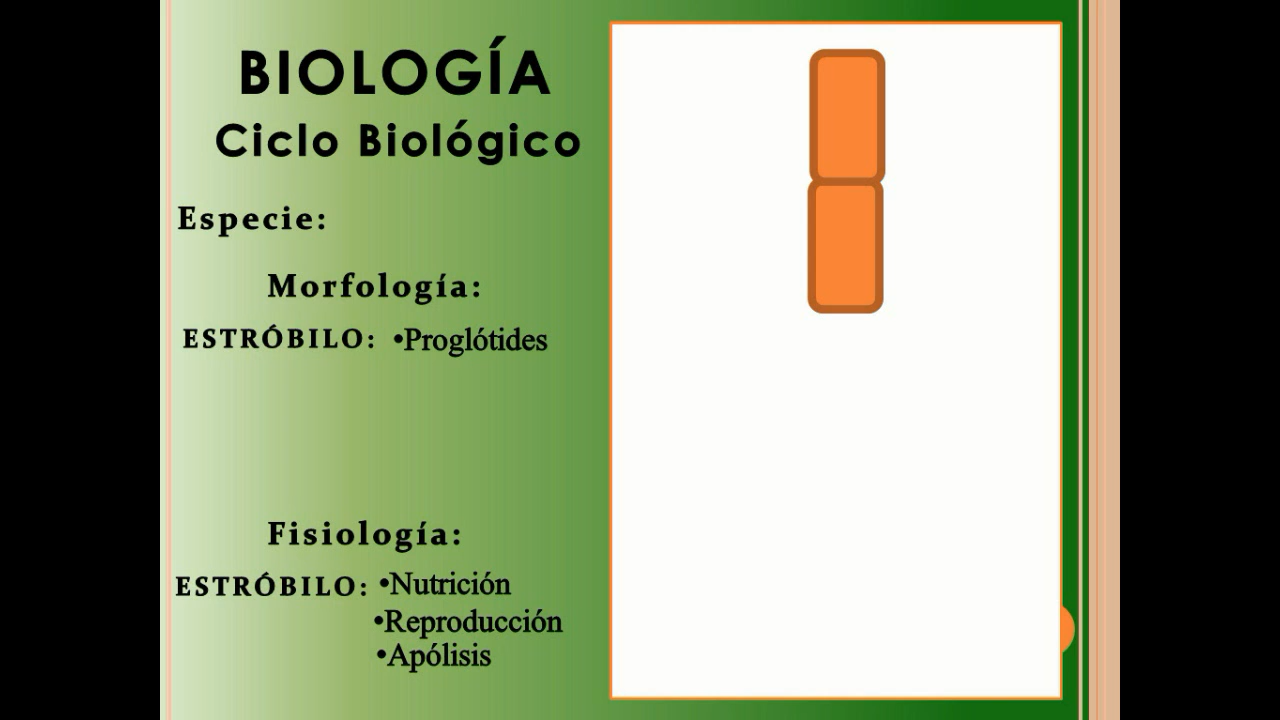 BIOLOGÍA
Ciclo Biológico
Especie:
Morfología:
ESTRÓBILO: •Proglótides
Fisiología:
ESTRÓBILO: •Nutrición
•Reproducción
•Apólisis